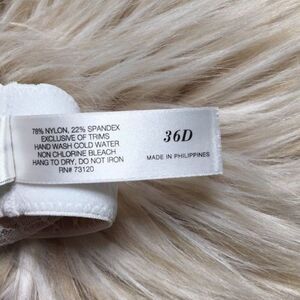 78% NYLON, 22% SPANDEX
EXCLUSIVE OF TRIMS
HAND WASH COLD WATER
NON CHLORINE BLEACH
HANG TO DRY, DO NOT IRON
RN# 73120
36D
MADE IN PHILIPPINES